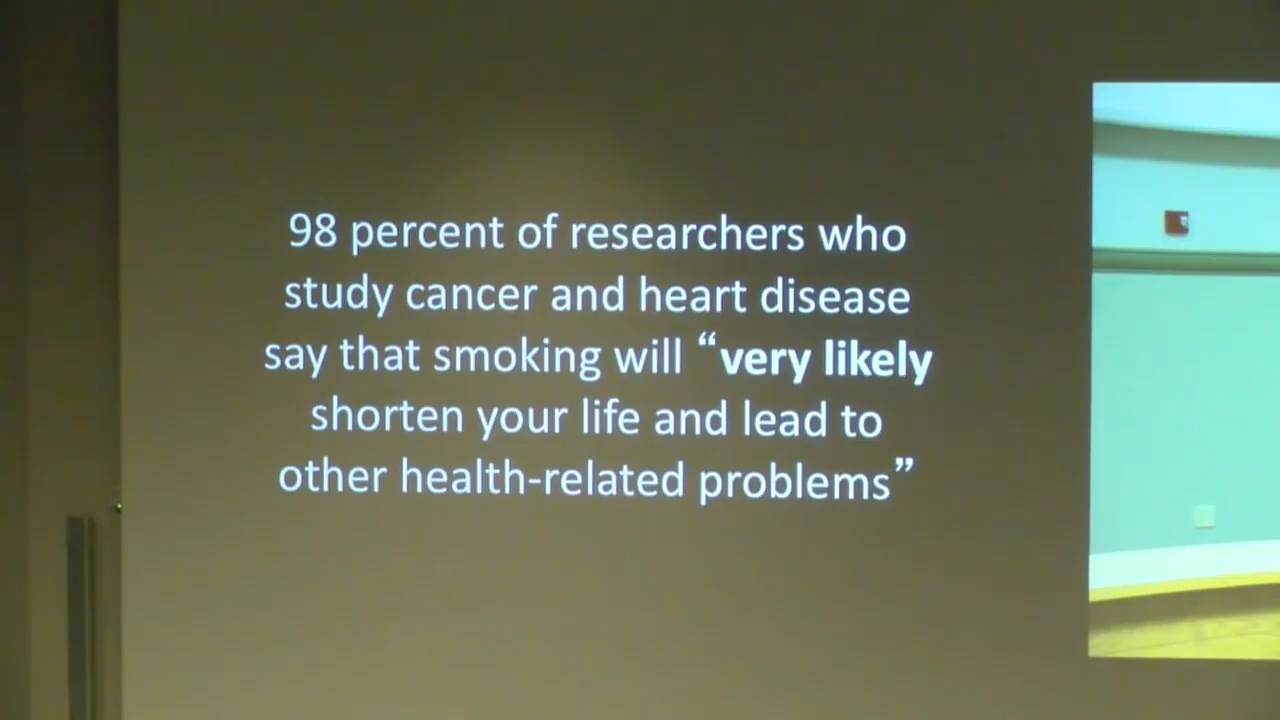 98 percent of researchers who
study cancer and heart disease
say that smoking will “very likely
shorten your life and lead to
other health-related problems”